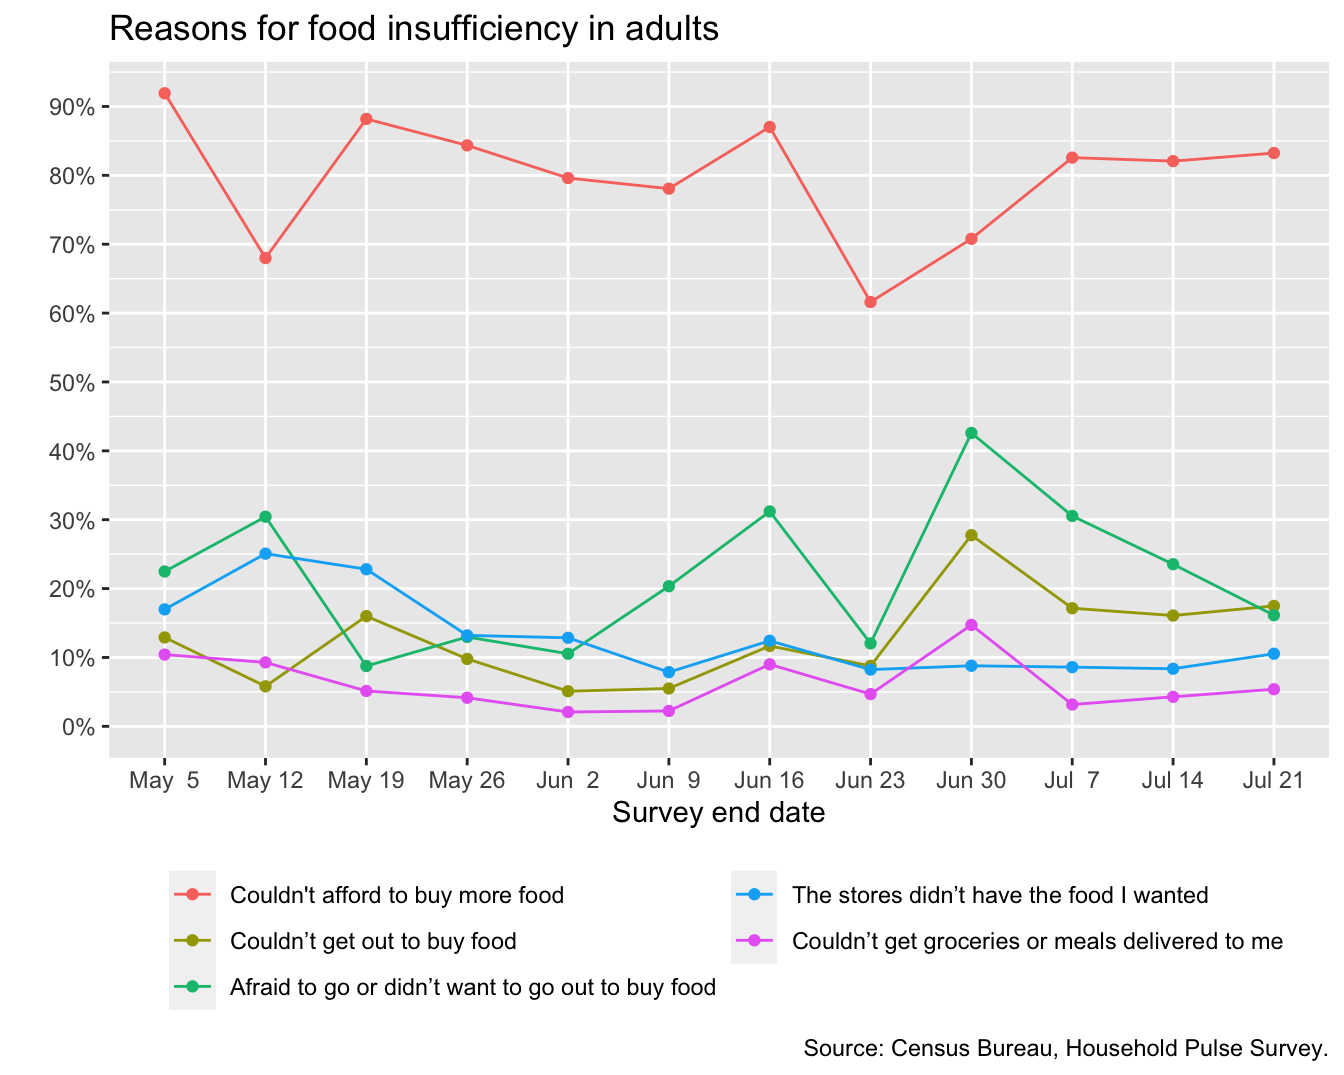 Reasons for food insufficiency in adults
90%
80%
70%
60%
50%
40%
30%
20%
10%
0%
May  5 May 12 May 19 May 26 Jun  2 Jun  9 Jun 16 Jun 23 Jun 30 Jul  7 Jul 14 Jul 21
Survey end date
Couldn't afford to buy more food
Couldn’t get out to buy food
Afraid to go or didn’t want to go out to buy food
The stores didn’t have the food I wanted
Couldn’t get groceries or meals delivered to me
Source: Census Bureau, Household Pulse Survey.